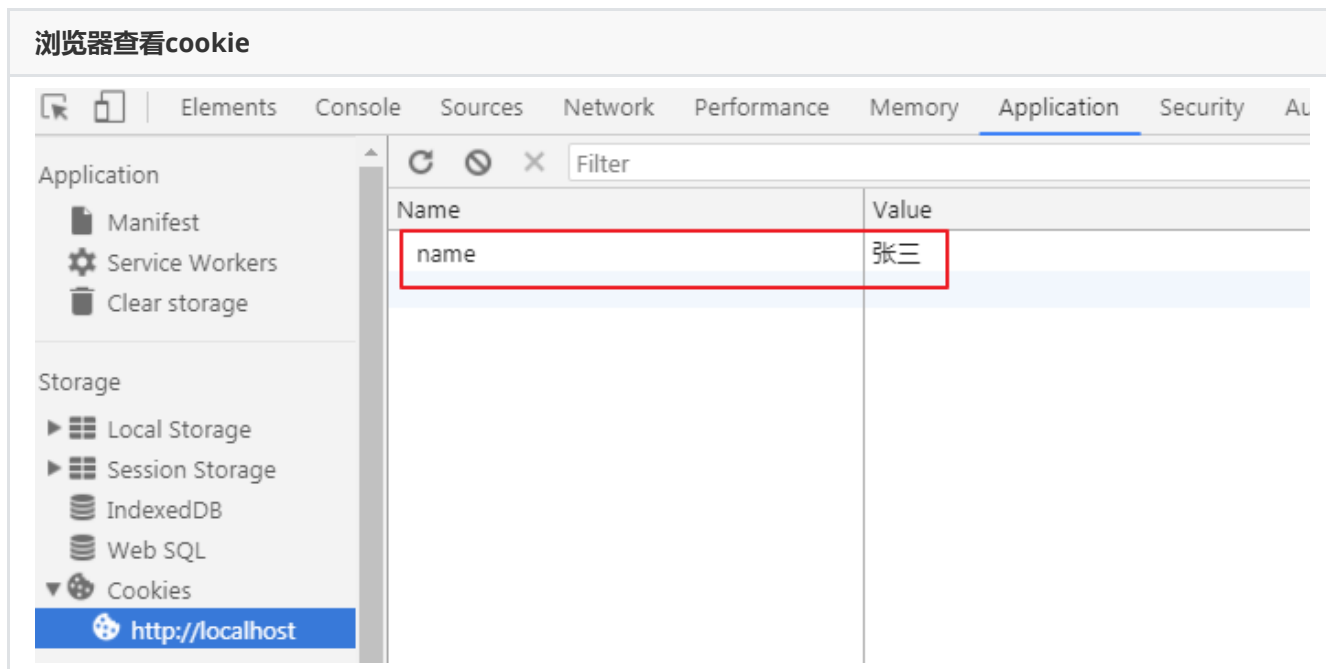 浏览器查看cookie
Elements Console Sources Network Performance Memory Application Security Au
Application
Manifest
Service Workers
Clear storage
Storage
Local Storage
Session Storage
IndexedDB
Web SQL
Cookies
http://localhost
Filter
Name Value
name 张三